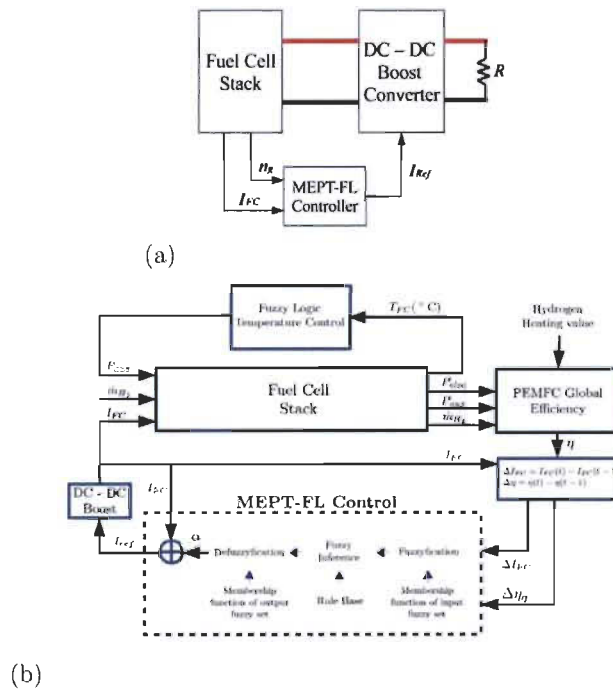 Fuel Cell
Stack
DC – DC
Boost
Converter
R
n_R
I_FC
MEPT-FL
Controller
I_Ref
(a)
Fuzzy Logic
Temperature Control
T_FC(°C)
Hydrogen
Heating value
I_FC
Fuel Cell
Stack
PEMFC Global
Efficiency
η
I_FC
ΔI_FC = I_FC(t) − I_FC(t − 1)
Δη = η(t) − η(t − 1)
DC - DC
Boost
I_FC
MEPT-FL Control
I_ref
α
Defuzzyfication
Fuzzy
Inference
Fuzzyfication
ΔI_FC
Membership
function of output
fuzzy set
Rule Base
Membership
function of input
fuzzy set
(b)